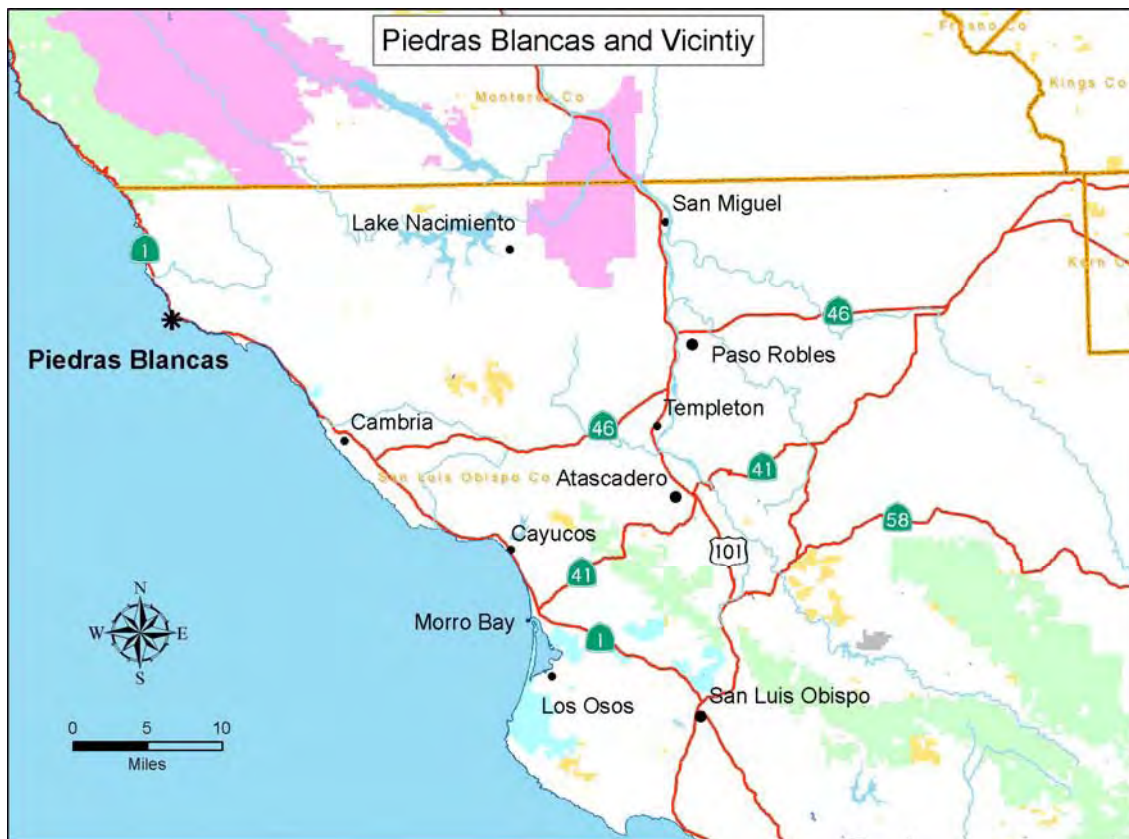 Piedras Blancas and Vicintiy
Fresno Co
Kings Co
Monterey Co
San Miguel
Lake Nacimiento
1
Kern Co
46
Piedras Blancas
Paso Robles
Cambria
46
Templeton
41
San Luis Obispo Co
Atascadero
58
Cayucos
101
41
N
W E
S
Morro Bay
1
Los Osos
San Luis Obispo
0 5 10
Miles